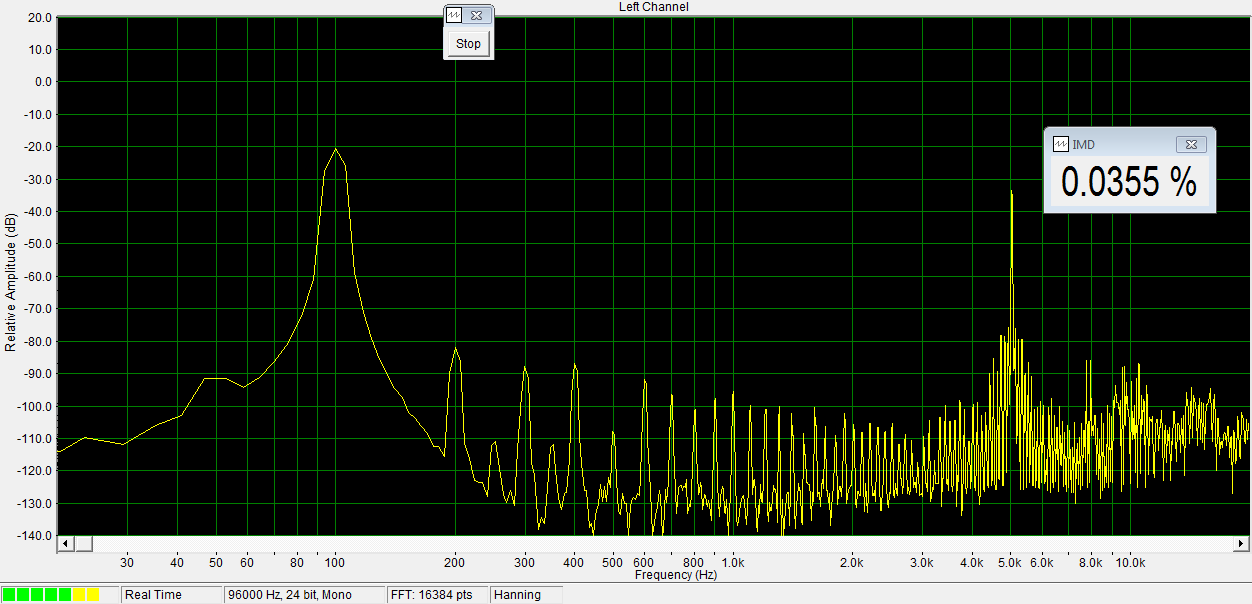 Left Channel
Stop
20.0
10.0
0.0
-10.0
-20.0
-30.0
-40.0
-50.0
-60.0
-70.0
-80.0
-90.0
-100.0
-110.0
-120.0
-130.0
-140.0
Relative Amplitude (dB)
IMD
0.0355 %
30 40 50 60 80 100 200 300 400 500 600 800 1.0k 2.0k 3.0k 4.0k 5.0k 6.0k 8.0k 10.0k
Frequency (Hz)
Real Time 96000 Hz, 24 bit, Mono FFT: 16384 pts Hanning